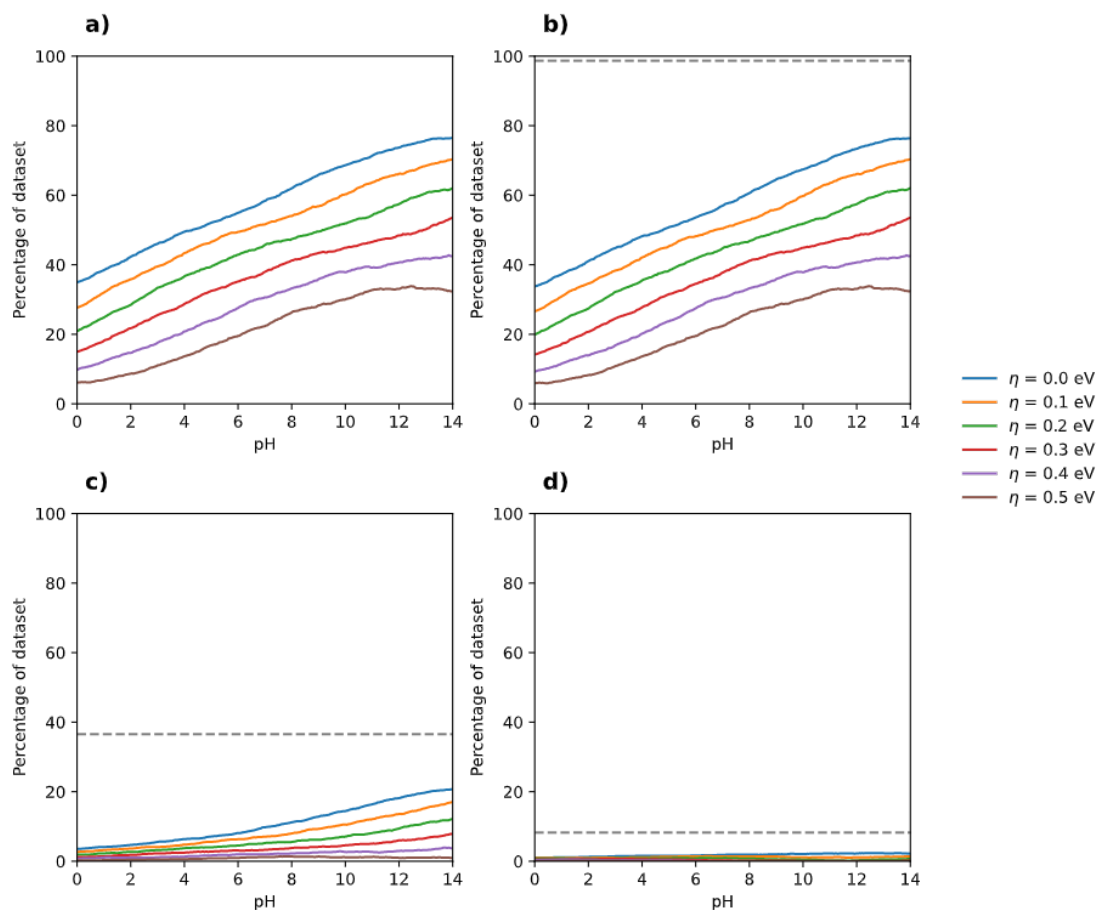 a)
100
80
60
40
20
0
Percentage of dataset
0 2 4 6 8 10 12 14
pH
b)
100
80
60
40
20
0
Percentage of dataset
0 2 4 6 8 10 12 14
pH
η = 0.0 eV
η = 0.1 eV
η = 0.2 eV
η = 0.3 eV
η = 0.4 eV
η = 0.5 eV
c)
100
80
60
40
20
0
Percentage of dataset
0 2 4 6 8 10 12 14
pH
d)
100
80
60
40
20
0
Percentage of dataset
0 2 4 6 8 10 12 14
pH